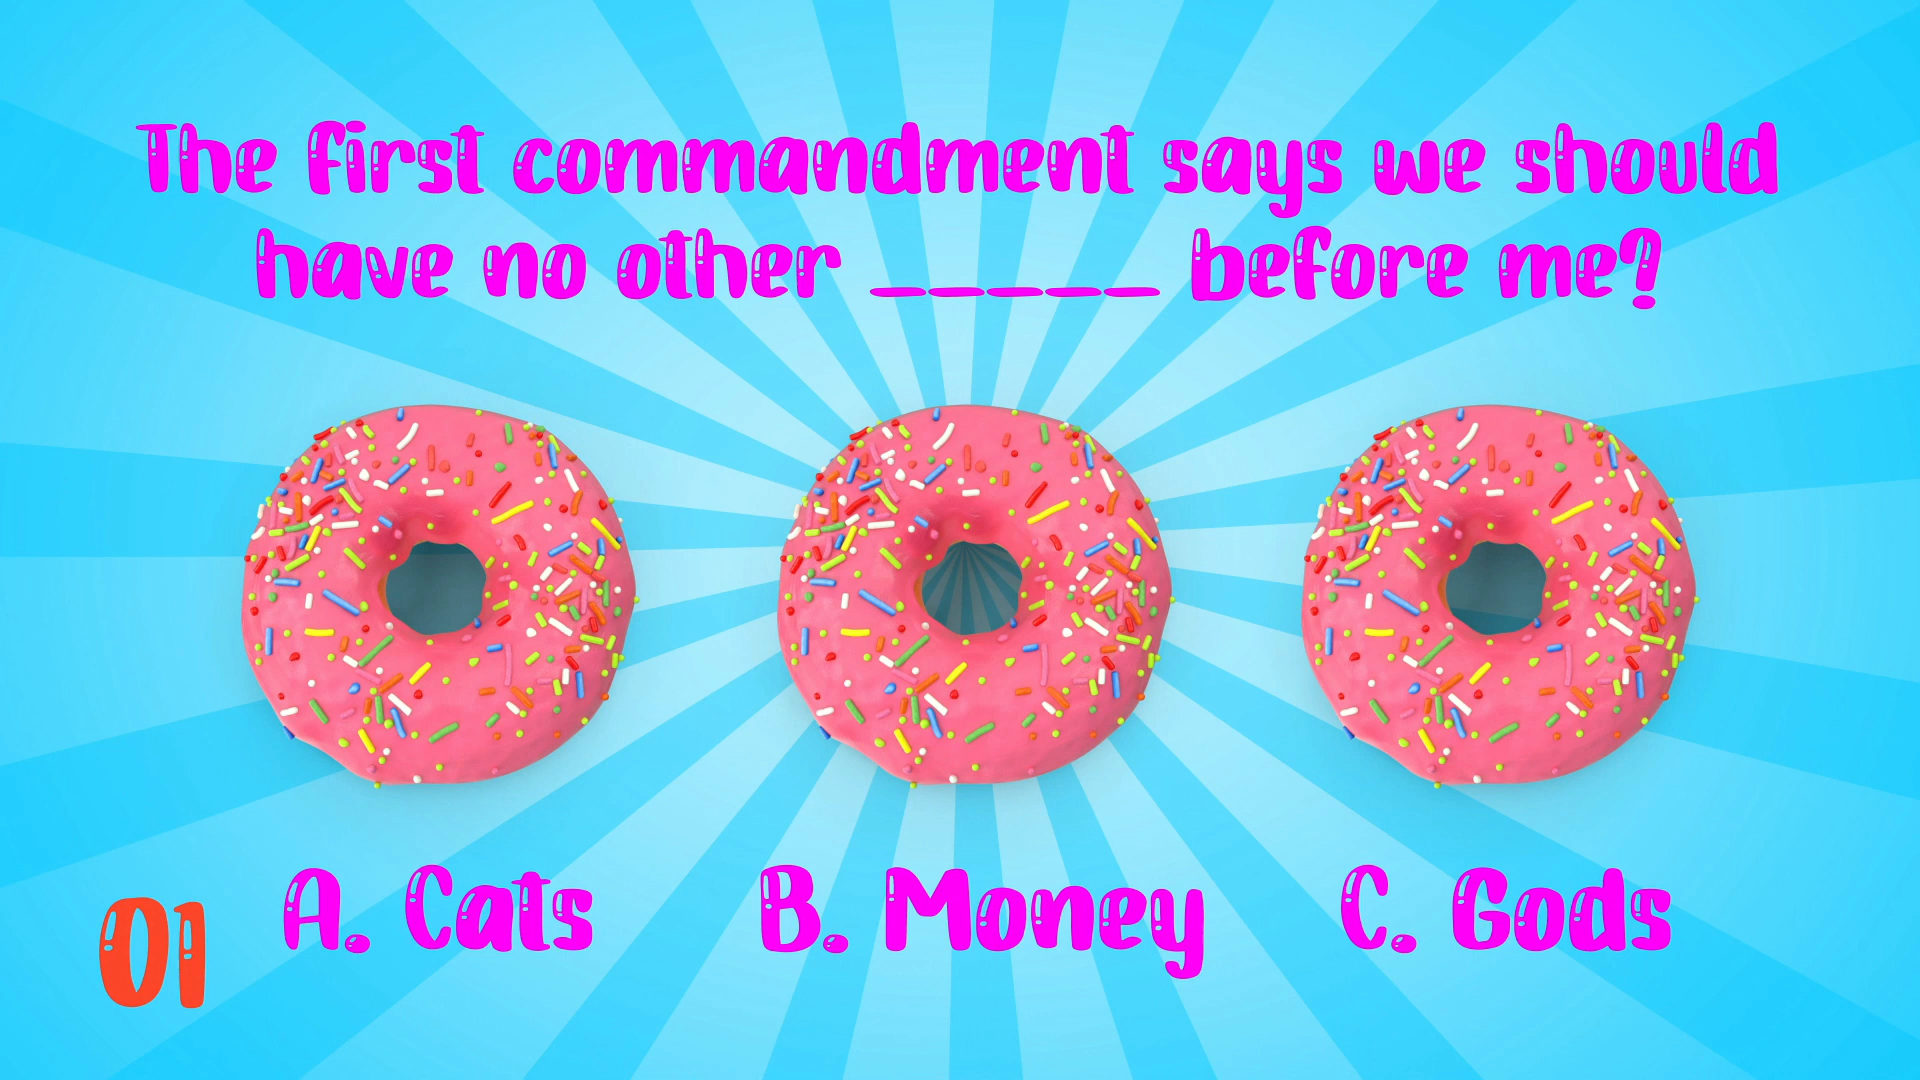 The first commandment says we should
have no other _____ before me?
A. Cats B. Money C. Gods
01